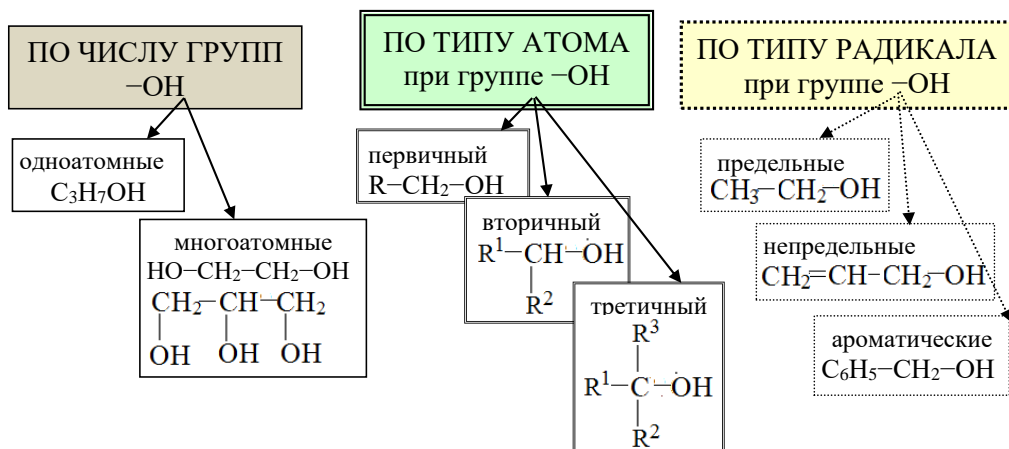 ПО ЧИСЛУ ГРУПП
−OH
одноатомные
C₃H₇OH
многоатомные
HO−CH₂−CH₂−OH
CH₂−CH−CH₂
OH OH OH
ПО ТИПУ АТОМА
при группе −OH
первичный
R−CH₂−OH
вторичный
R¹−CH−OH
R²
третичный
R³
R¹−C−OH
R²
ПО ТИПУ РАДИКАЛА
при группе −OH
предельные
CH₃−CH₂−OH
непредельные
CH₂=CH−CH₂−OH
ароматические
C₆H₅−CH₂−OH